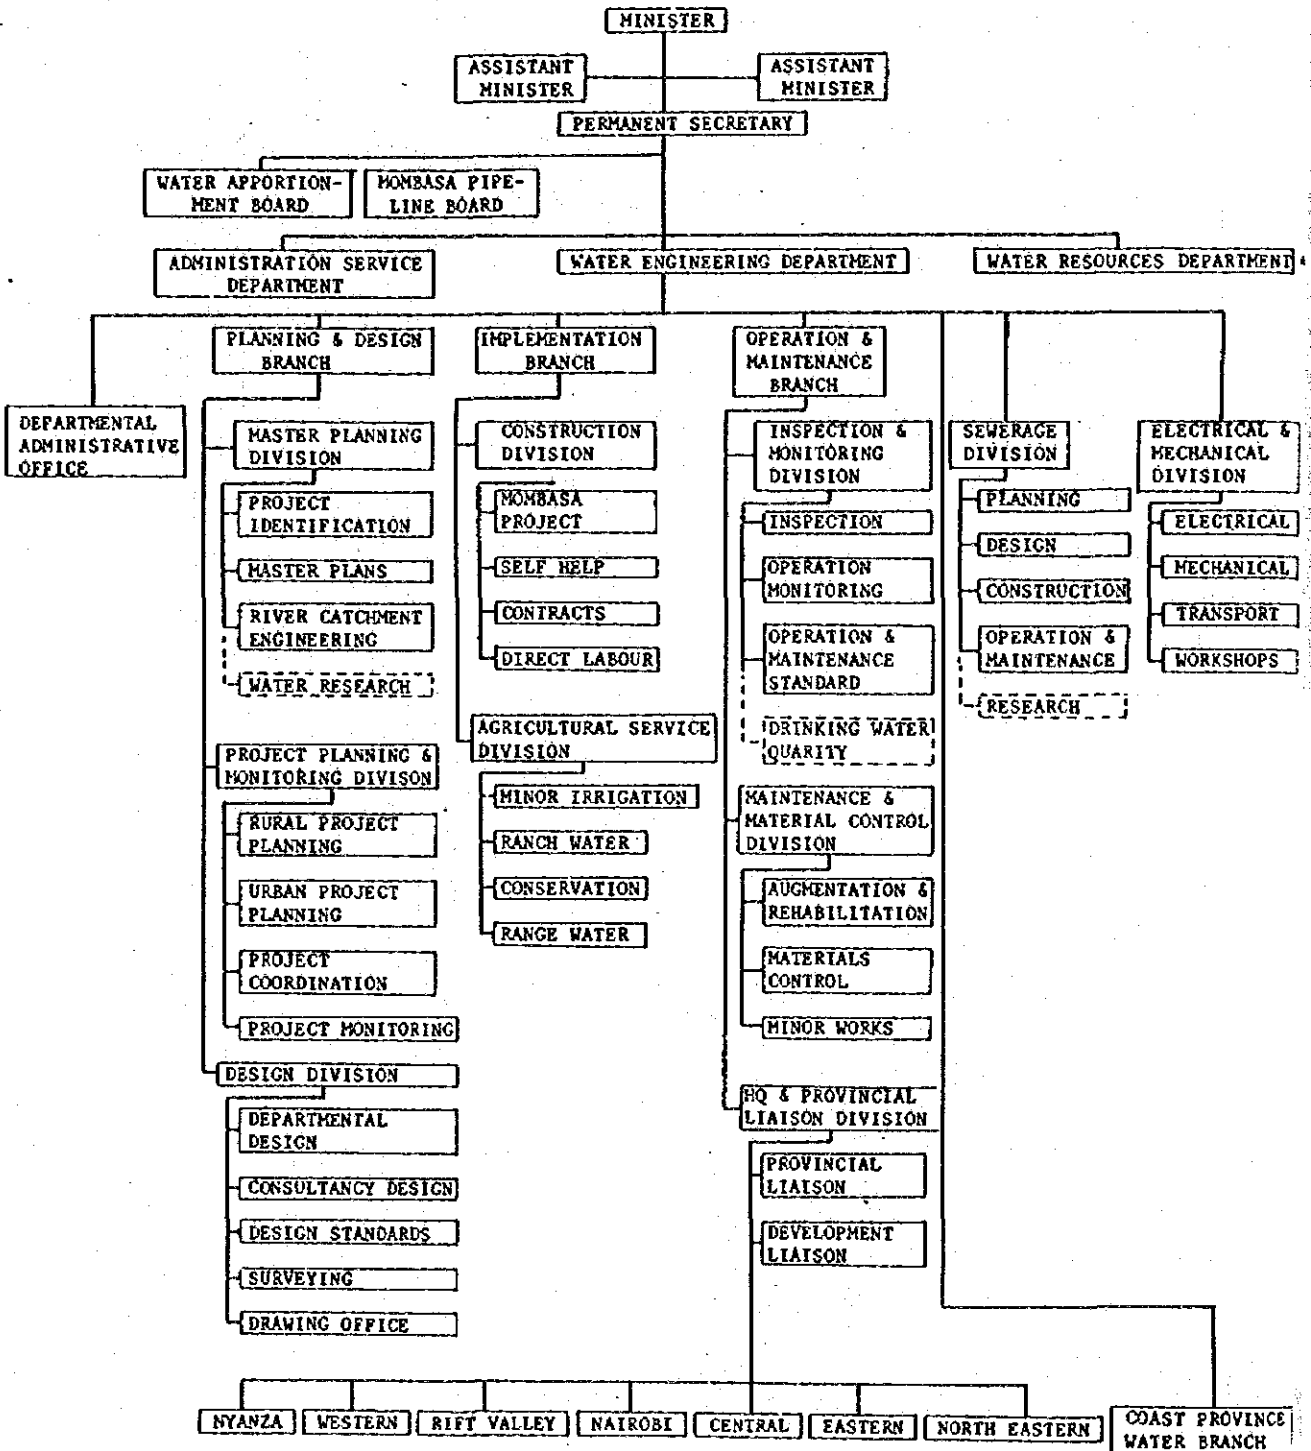 MINISTER
ASSISTANT
MINISTER
ASSISTANT
MINISTER
PERMANENT SECRETARY
WATER APPORTION-
MENT BOARD
MOMBASA PIPE-
LINE BOARD
ADMINISTRATION SERVICE
DEPARTMENT
WATER ENGINEERING DEPARTMENT
WATER RESOURCES DEPARTMENT
DEPARTMENTAL
ADMINISTRATIVE
OFFICE
PLANNING & DESIGN
BRANCH
MASTER PLANNING
DIVISION
PROJECT
IDENTIFICATION
MASTER PLANS
RIVER CATCHMENT
ENGINEERING
WATER RESEARCH
PROJECT PLANNING &
MONITORING DIVISON
RURAL PROJECT
PLANNING
URBAN PROJECT
PLANNING
PROJECT
COORDINATION
PROJECT MONITORING
DESIGN DIVISION
DEPARTMENTAL
DESIGN
CONSULTANCY DESIGN
DESIGN STANDARDS
SURVEYING
DRAWING OFFICE
IMPLEMENTATION
BRANCH
CONSTRUCTION
DIVISION
MOMBASA
PROJECT
SELF HELP
CONTRACTS
DIRECT LABOUR
AGRICULTURAL SERVICE
DIVISION
MINOR IRRIGATION
RANCH WATER
CONSERVATION
RANGE WATER
OPERATION &
MAINTENANCE
BRANCH
INSPECTION &
MONITORING
DIVISION
INSPECTION
OPERATION
MONITORING
OPERATION &
MAINTENANCE
STANDARD
DRINKING WATER
QUARITY
MAINTENANCE &
MATERIAL CONTROL
DIVISION
AUGMENTATION &
REHABILITATION
MATERIALS
CONTROL
MINOR WORKS
HQ & PROVINCIAL
LIAISON DIVISION
PROVINCIAL
LIAISON
DEVELOPMENT
LIAISON
SEWERAGE
DIVISION
PLANNING
DESIGN
CONSTRUCTION
OPERATION &
MAINTENANCE
RESEARCH
ELECTRICAL &
MECHANICAL
DIVISION
ELECTRICAL
MECHANICAL
TRANSPORT
WORKSHOPS
NYANZA
WESTERN
RIFT VALLEY
NAIROBI
CENTRAL
EASTERN
NORTH EASTERN
COAST PROVINCE
WATER BRANCH